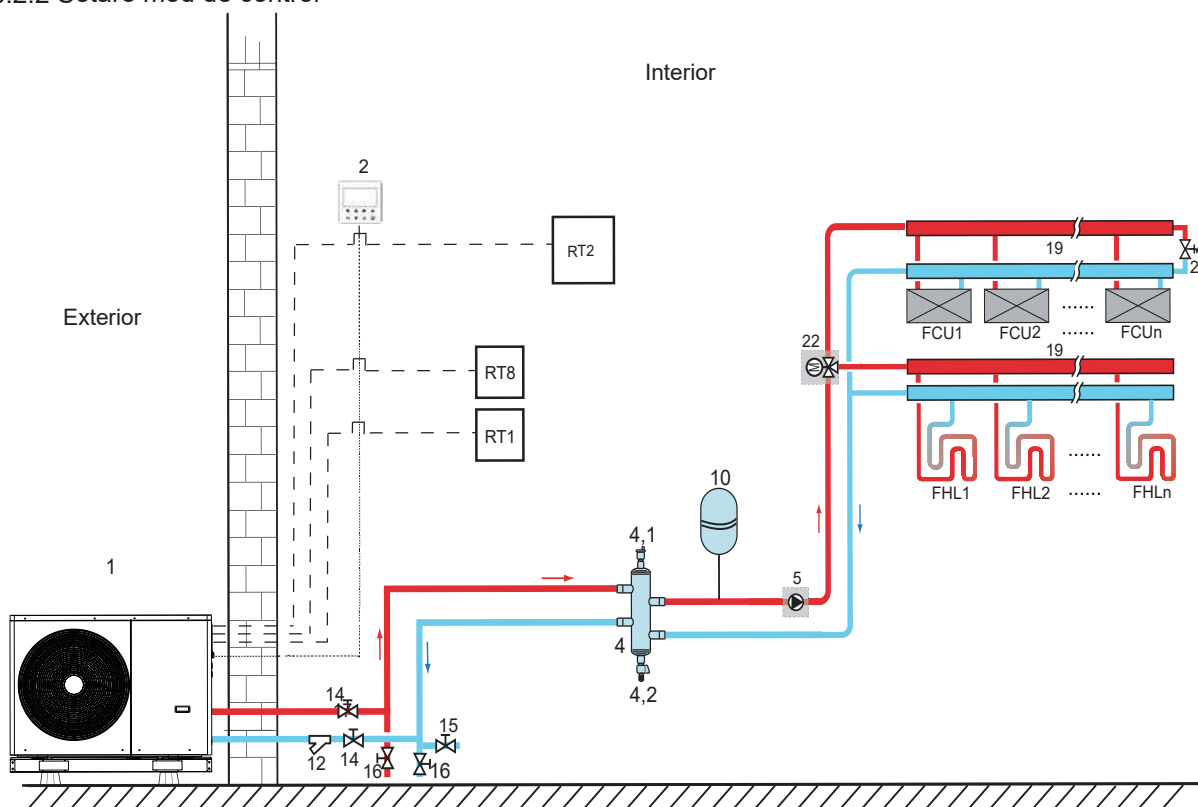 Interior
2
RT2
19
2
Exterior
FCU1
FCU2
......
......
FCUn
22
M
19
RT8
RT1
FHL1
FHL2
......
......
FHLn
10
4,1
1
5
4
4,2
14
15
12
14
16
16